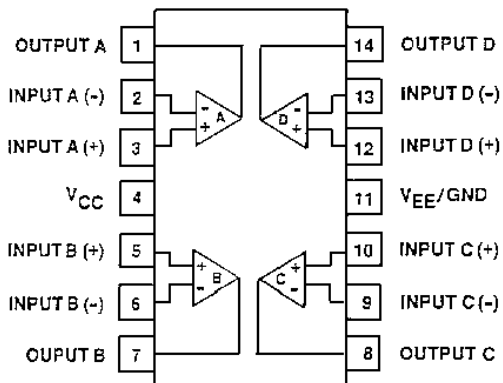 OUTPUT A 1 14 OUTPUT D
INPUT A (-) 2 13 INPUT D (-)
- A D -
+ +
INPUT A (+) 3 12 INPUT D (+)
VCC 4 11 VEE/GND
INPUT B (+) 5 10 INPUT C (+)
+ B C +
- -
INPUT B (-) 6 9 INPUT C (-)
OUPUT B 7 8 OUTPUT C